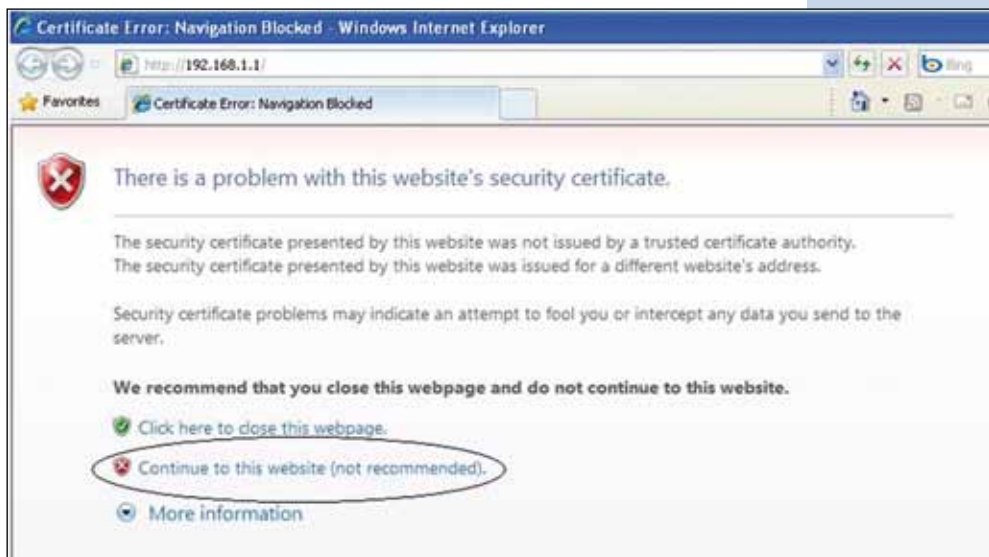 Certificate Error: Navigation Blocked - Windows Internet Explorer
http://192.168.1.1/
Bing
Favorites
Certificate Error: Navigation Blocked
There is a problem with this website's security certificate.
The security certificate presented by this website was not issued by a trusted certificate authority.
The security certificate presented by this website was issued for a different website's address.
Security certificate problems may indicate an attempt to fool you or intercept any data you send to the
server.
We recommend that you close this webpage and do not continue to this website.
Click here to close this webpage.
Continue to this website (not recommended).
More information